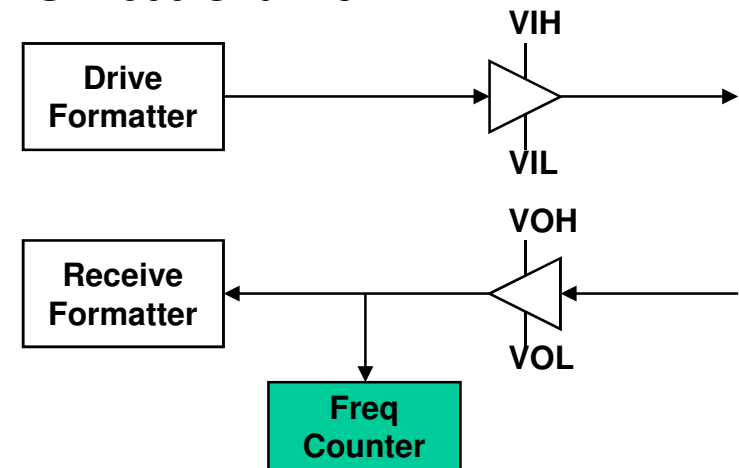 VIH
Drive
Formatter
VIL
VOH
Receive
Formatter
VOL
Freq
Counter